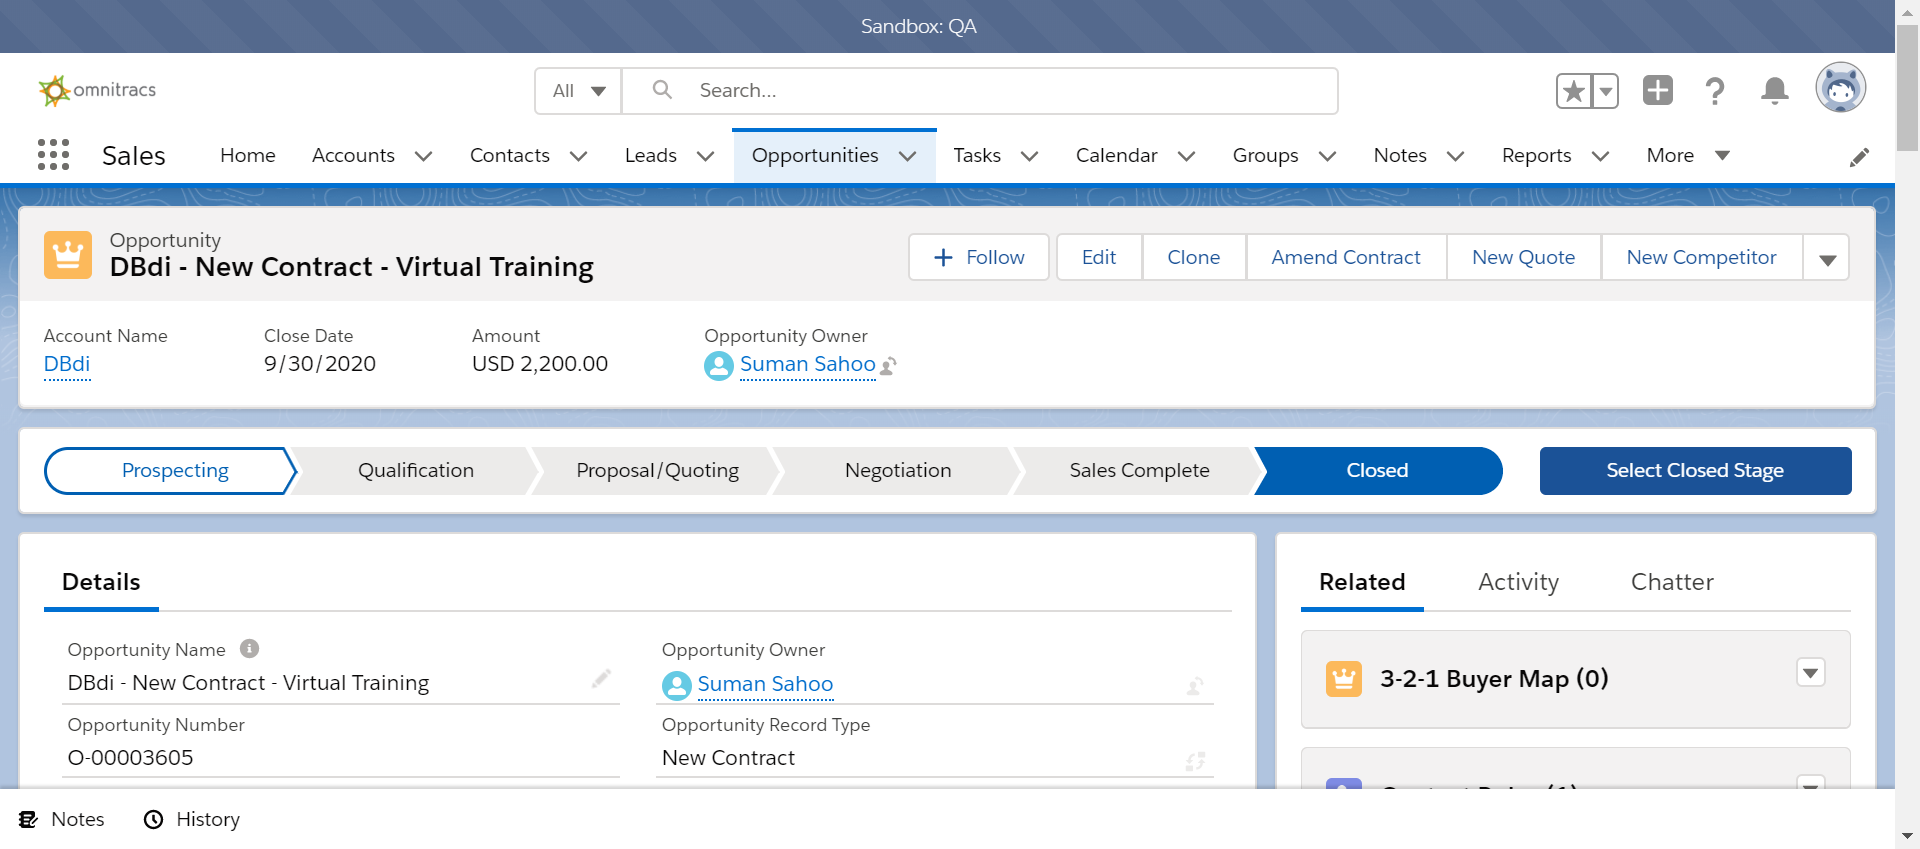 Sandbox: QA
omnitracs
All
Search...
Sales
Home
Accounts
Contacts
Leads
Opportunities
Tasks
Calendar
Groups
Notes
Reports
More
Opportunity
DBdi - New Contract - Virtual Training
Follow
Edit
Clone
Amend Contract
New Quote
New Competitor
Account Name
DBdi
Close Date
9/30/2020
Amount
USD 2,200.00
Opportunity Owner
Suman Sahoo
Prospecting
Qualification
Proposal/Quoting
Negotiation
Sales Complete
Closed
Select Closed Stage
Details
Opportunity Name
DBdi - New Contract - Virtual Training
Opportunity Owner
Suman Sahoo
Opportunity Number
O-00003605
Opportunity Record Type
New Contract
Related
Activity
Chatter
3-2-1 Buyer Map (0)
Notes
History